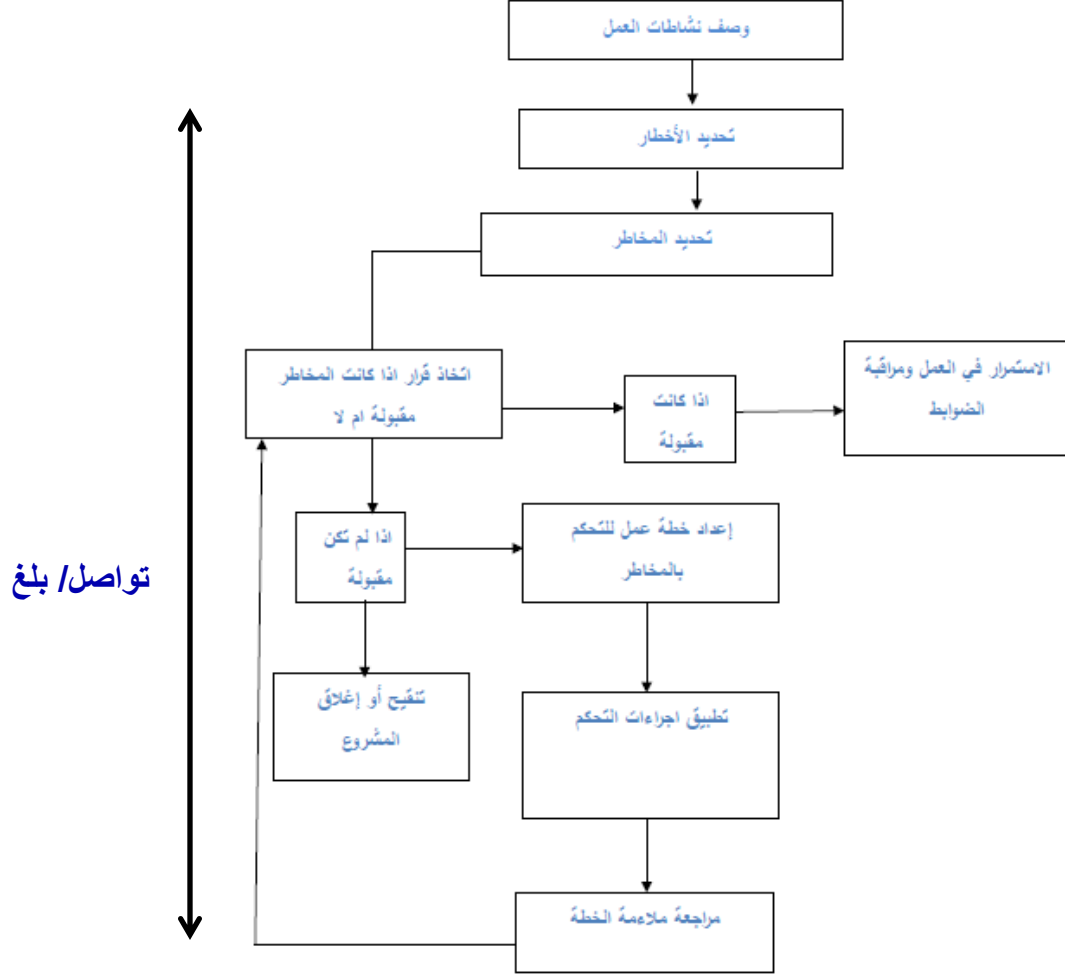 وصف نشاطات العمل
تحديد الأخطار
تحديد المخاطر
اتخاذ قرار اذا كانت المخاطر
مقبولة ام لا
اذا كانت
مقبولة
الاستمرار في العمل ومراقبة
الضوابط
اذا لم تكن
مقبولة
إعداد خطة عمل للتحكم
بالمخاطر
تواصل/ بلغ
تنقيح أو إغلاق
المشروع
تطبيق اجراءات التحكم
مراجعة ملاءمة الخطة